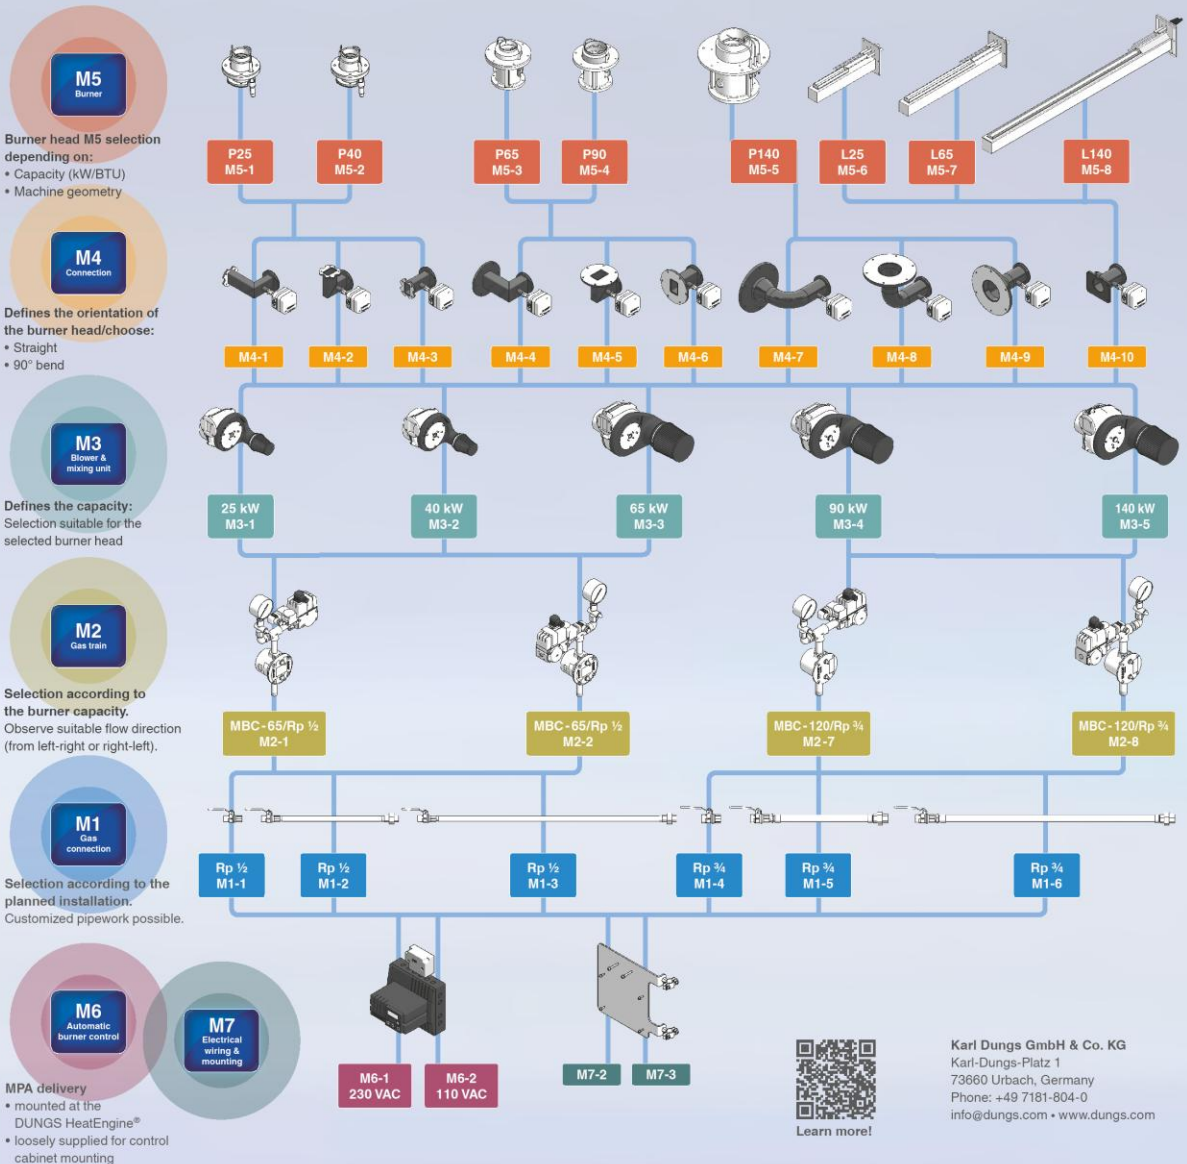 M5
Burner
Burner head M5 selection
depending on:
• Capacity (kW/BTU)
• Machine geometry
P25
M5-1
P40
M5-2
P65
M5-3
P90
M5-4
P140
M5-5
L25
M5-6
L65
M5-7
L140
M5-8
M4
Connection
Defines the orientation of
the burner head/choose:
• Straight
• 90° bend
M4-1
M4-2
M4-3
M4-4
M4-5
M4-6
M4-7
M4-8
M4-9
M4-10
M3
Blower &
mixing unit
Defines the capacity:
Selection suitable for the
selected burner head
25 kW
M3-1
40 kW
M3-2
65 kW
M3-3
90 kW
M3-4
140 kW
M3-5
M2
Gas train
Selection according to
the burner capacity.
Observe suitable flow direction
(from left-right or right-left).
MBC-65/Rp ½
M2-1
MBC-65/Rp ½
M2-2
MBC-120/Rp ¾
M2-7
MBC-120/Rp ¾
M2-8
M1
Gas
connection
Selection according to the
planned installation.
Customized pipework possible.
Rp ½
M1-1
Rp ½
M1-2
Rp ½
M1-3
Rp ¾
M1-4
Rp ¾
M1-5
Rp ¾
M1-6
M6
Automatic
burner control
M7
Electrical
wiring &
mounting
MPA delivery
• mounted at the
DUNGS HeatEngine®
• loosely supplied for control
cabinet mounting
M6-1
230 VAC
M6-2
110 VAC
M7-2
M7-3
Learn more!
Karl Dungs GmbH & Co. KG
Karl-Dungs-Platz 1
73660 Urbach, Germany
Phone: +49 7181-804-0
info@dungs.com • www.dungs.com